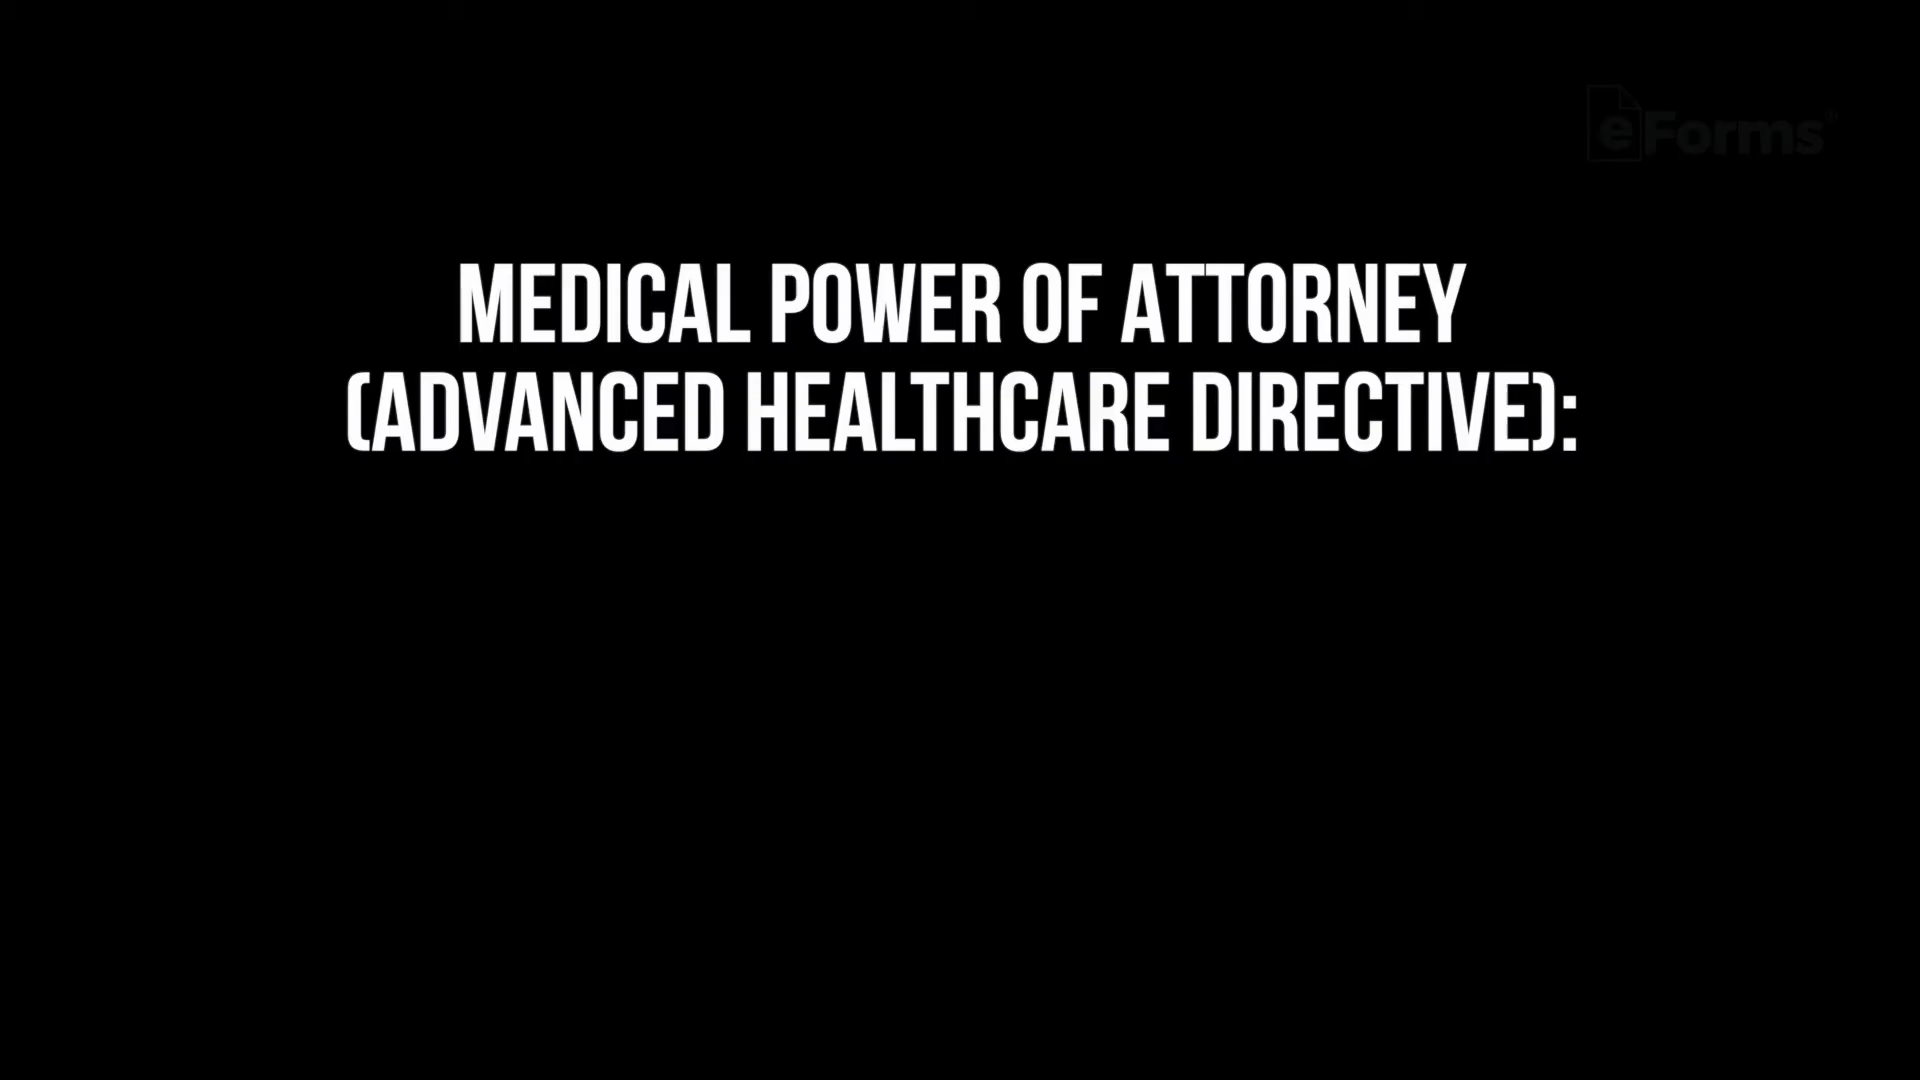 eForms®
MEDICAL POWER OF ATTORNEY
(ADVANCED HEALTHCARE DIRECTIVE):